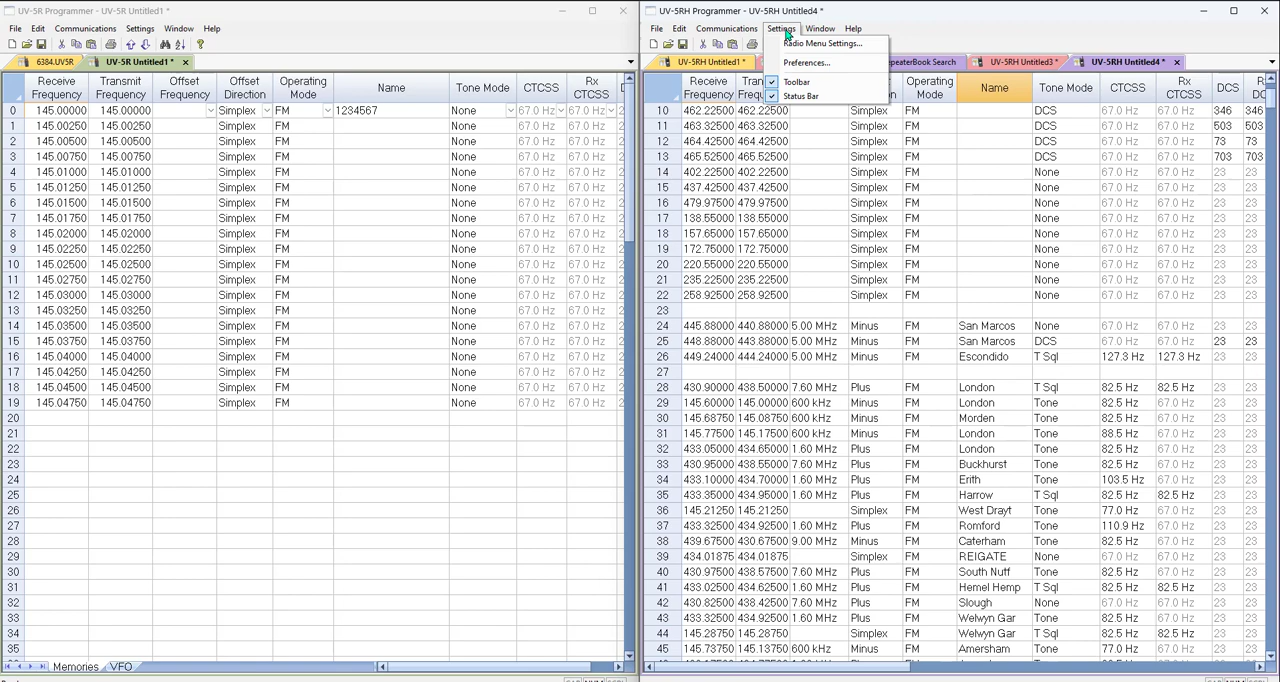 UV-5R Programmer - UV-5R Untitled1 *
File Edit Communications Settings Window Help
6384.UV5R UV-5R Untitled1 *
Receive Frequency Transmit Frequency Offset Frequency Offset Direction Operating Mode Name Tone Mode CTCSS Rx CTCSS
0 145.00000 145.00000 Simplex FM 1234567 None 67.0 Hz 67.0 Hz 2
1 145.00250 145.00250 Simplex FM None 67.0 Hz 67.0 Hz 2
2 145.00500 145.00500 Simplex FM None 67.0 Hz 67.0 Hz 2
3 145.00750 145.00750 Simplex FM None 67.0 Hz 67.0 Hz 2
4 145.01000 145.01000 Simplex FM None 67.0 Hz 67.0 Hz 2
5 145.01250 145.01250 Simplex FM None 67.0 Hz 67.0 Hz 2
6 145.01500 145.01500 Simplex FM None 67.0 Hz 67.0 Hz 2
7 145.01750 145.01750 Simplex FM None 67.0 Hz 67.0 Hz 2
8 145.02000 145.02000 Simplex FM None 67.0 Hz 67.0 Hz 2
9 145.02250 145.02250 Simplex FM None 67.0 Hz 67.0 Hz 2
10 145.02500 145.02500 Simplex FM None 67.0 Hz 67.0 Hz 2
11 145.02750 145.02750 Simplex FM None 67.0 Hz 67.0 Hz 2
12 145.03000 145.03000 Simplex FM None 67.0 Hz 67.0 Hz 2
13 145.03250 145.03250 Simplex FM None 67.0 Hz 67.0 Hz 2
14 145.03500 145.03500 Simplex FM None 67.0 Hz 67.0 Hz 2
15 145.03750 145.03750 Simplex FM None 67.0 Hz 67.0 Hz 2
16 145.04000 145.04000 Simplex FM None 67.0 Hz 67.0 Hz 2
17 145.04250 145.04250 Simplex FM None 67.0 Hz 67.0 Hz 2
18 145.04500 145.04500 Simplex FM None 67.0 Hz 67.0 Hz 2
19 145.04750 145.04750 Simplex FM None 67.0 Hz 67.0 Hz 2
20
21
22
23
24
25
26
27
28
29
30
31
32
33
34
35
Memories VFO
UV-5RH Programmer - UV-5RH Untitled4 *
File Edit Communications Settings Window Help
Radio Menu Settings...
Preferences...
Toolbar
Status Bar
UV-5RH Untitled1 * epeaterBook Search UV-5RH Untitled3 * UV-5RH Untitled4 *
Receive Frequency Operating Mode Name Tone Mode CTCSS Rx CTCSS DCS
10 462.22500 462.22500 Simplex FM DCS 346 346
11 463.32500 463.32500 Simplex FM DCS 503 503
12 464.42500 464.42500 Simplex FM DCS 73 73
13 465.52500 465.52500 Simplex FM DCS 703 703
14 402.22500 402.22500 Simplex FM None 67.0 Hz 67.0 Hz 23 23
15 437.42500 437.42500 Simplex FM None 67.0 Hz 67.0 Hz 23 23
16 479.97500 479.97500 Simplex FM None 67.0 Hz 67.0 Hz 23 23
17 138.55000 138.55000 Simplex FM None 67.0 Hz 67.0 Hz 23 23
18 157.65000 157.65000 Simplex FM None 67.0 Hz 67.0 Hz 23 23
19 172.75000 172.75000 Simplex FM None 67.0 Hz 67.0 Hz 23 23
20 220.55000 220.55000 Simplex FM None 67.0 Hz 67.0 Hz 23 23
21 235.22500 235.22500 Simplex FM None 67.0 Hz 67.0 Hz 23 23
22 258.92500 258.92500 Simplex FM None 67.0 Hz 67.0 Hz 23 23
23
24 445.88000 440.88000 5.00 MHz Minus FM San Marcos None 67.0 Hz 67.0 Hz 23 23
25 448.88000 443.88000 5.00 MHz Minus FM San Marcos DCS 67.0 Hz 67.0 Hz 23 23
26 449.24000 444.24000 5.00 MHz Minus FM Escondido T Sql 127.3 Hz 127.3 Hz 23 23
27
28 430.90000 438.50000 7.60 MHz Plus FM London T Sql 82.5 Hz 82.5 Hz 23 23
29 145.60000 145.00000 600 kHz Minus FM London Tone 82.5 Hz 67.0 Hz 23 23
30 145.68750 145.08750 600 kHz Minus FM Morden Tone 82.5 Hz 67.0 Hz 23 23
31 145.77500 145.17500 600 kHz Minus FM London Tone 88.5 Hz 67.0 Hz 23 23
32 433.05000 434.65000 1.60 MHz Plus FM London Tone 82.5 Hz 67.0 Hz 23 23
33 430.95000 438.55000 7.60 MHz Plus FM Buckhurst Tone 82.5 Hz 67.0 Hz 23 23
34 433.10000 434.70000 1.60 MHz Plus FM Erith Tone 103.5 Hz 67.0 Hz 23 23
35 433.35000 434.95000 1.60 MHz Plus FM Harrow T Sql 82.5 Hz 82.5 Hz 23 23
36 145.21250 145.21250 Simplex FM West Drayt Tone 77.0 Hz 67.0 Hz 23 23
37 433.32500 434.92500 1.60 MHz Plus FM Romford Tone 110.9 Hz 67.0 Hz 23 23
38 439.67500 430.67500 9.00 MHz Minus FM Caterham Tone 82.5 Hz 67.0 Hz 23 23
39 434.01875 434.01875 Simplex FM REIGATE None 67.0 Hz 67.0 Hz 23 23
40 430.97500 438.57500 7.60 MHz Plus FM South Nuff Tone 82.5 Hz 67.0 Hz 23 23
41 433.02500 434.62500 1.60 MHz Plus FM Hemel Hemp T Sql 82.5 Hz 82.5 Hz 23 23
42 430.82500 438.42500 7.60 MHz Plus FM Slough None 67.0 Hz 67.0 Hz 23 23
43 433.32500 434.92500 1.60 MHz Plus FM Welwyn Gar Tone 82.5 Hz 67.0 Hz 23 23
44 145.28750 145.28750 Simplex FM Welwyn Gar T Sql 82.5 Hz 82.5 Hz 23 23
45 145.73750 145.13750 600 kHz Minus FM Amersham Tone 77.0 Hz 67.0 Hz 23 23